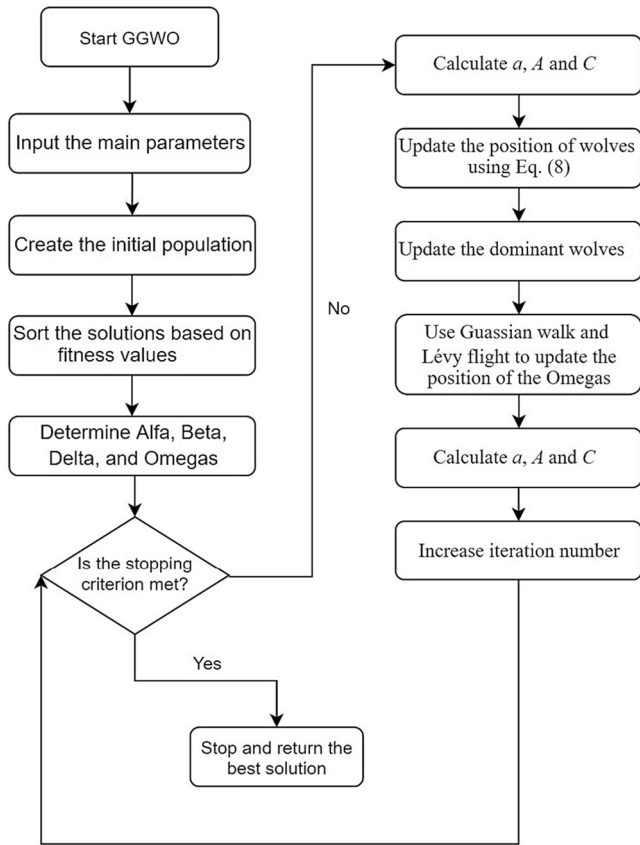 Start GGWO
Input the main parameters
Create the initial population
Sort the solutions based on
fitness values
Determine Alfa, Beta,
Delta, and Omegas
Is the stopping
criterion met?
Yes
Stop and return the
best solution
No
Calculate a, A and C
Update the position of wolves
using Eq. (8)
Update the dominant wolves
Use Guassian walk and
Lévy flight to update the
position of the Omegas
Calculate a, A and C
Increase iteration number